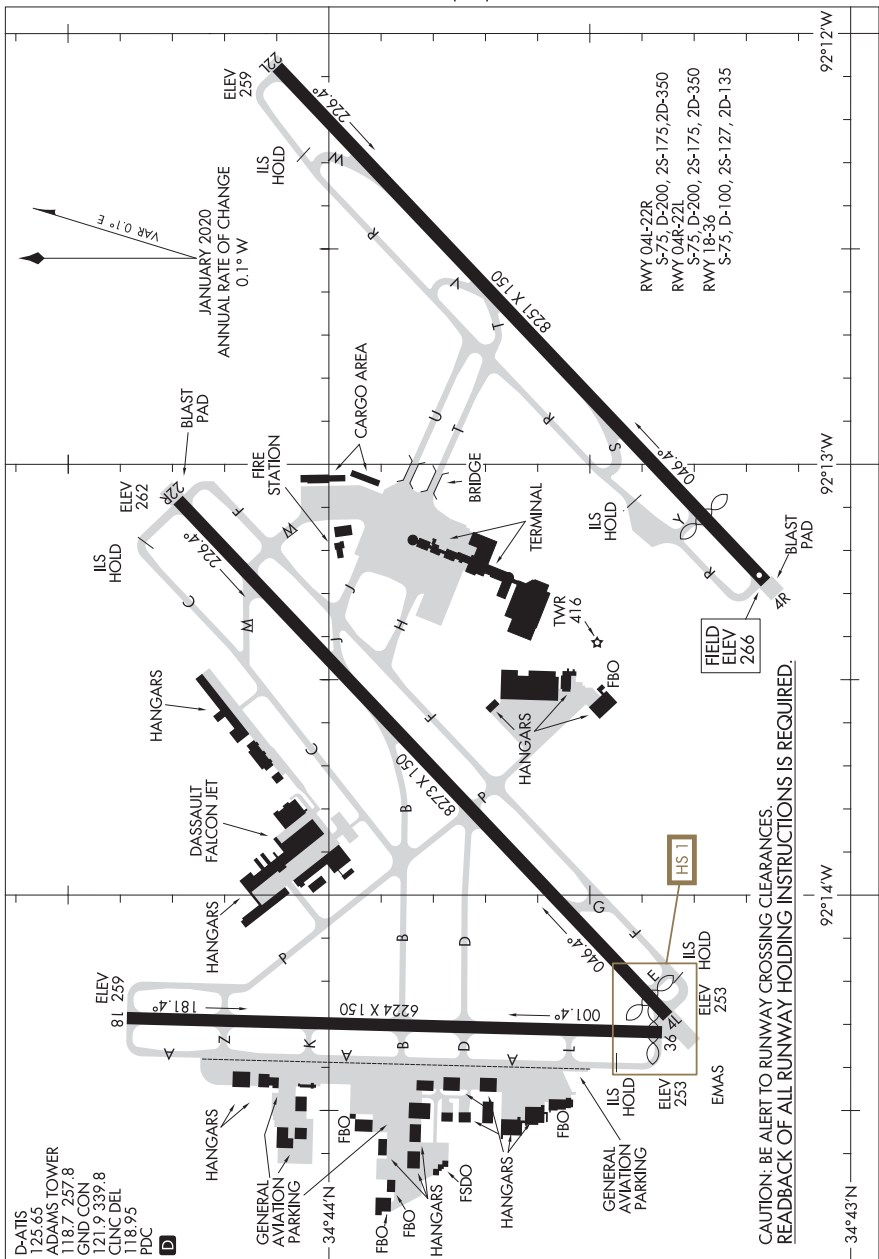 D-ATIS
125.65
ADAMS TOWER
118.7 257.8
GND CON
121.9 339.8
CLNC DEL
118.95
PDC
D
JANUARY 2020
ANNUAL RATE OF CHANGE
0.1° W
VAR 0.1° E
ELEV
259
22L
226.4°
ILS
HOLD
W
R
V
T
8251 X 150
U
T
R
S
046.4°
ILS
HOLD
Y
R
4R
BLAST
PAD
FIELD
ELEV
266
BLAST
PAD
ELEV
262
22R
226.4°
ILS
HOLD
F
W
C
W
J
J
H
FIRE
STATION
CARGO AREA
BRIDGE
TERMINAL
TWR
416
FBO
HANGARS
HANGARS
DASSAULT
FALCON JET
HANGARS
C
F
8273 X 150
B
P
P
B
D
G
F
046.4°
E
4L
ILS
HOLD
ELEV
253
HS 1
ELEV
259
18
181.4°
A
Z
K
A
B
D
A
L
6224 X 150
001.4°
36
ILS
HOLD
ELEV
253
EMAS
HANGARS
GENERAL
AVIATION
PARKING
FBO
FBO
FBO
HANGARS
FSDO
HANGARS
FBO
GENERAL
AVIATION
PARKING
RWY 04L-22R
S-75, D-200, 2S-175,2D-350
RWY 04R-22L
S-75, D-200, 2S-175, 2D-350
RWY 18-36
S-75, D-100, 2S-127, 2D-135
CAUTION: BE ALERT TO RUNWAY CROSSING CLEARANCES.
READBACK OF ALL RUNWAY HOLDING INSTRUCTIONS IS REQUIRED.
34°44'N
34°43'N
92°14'W
92°13'W
92°12'W